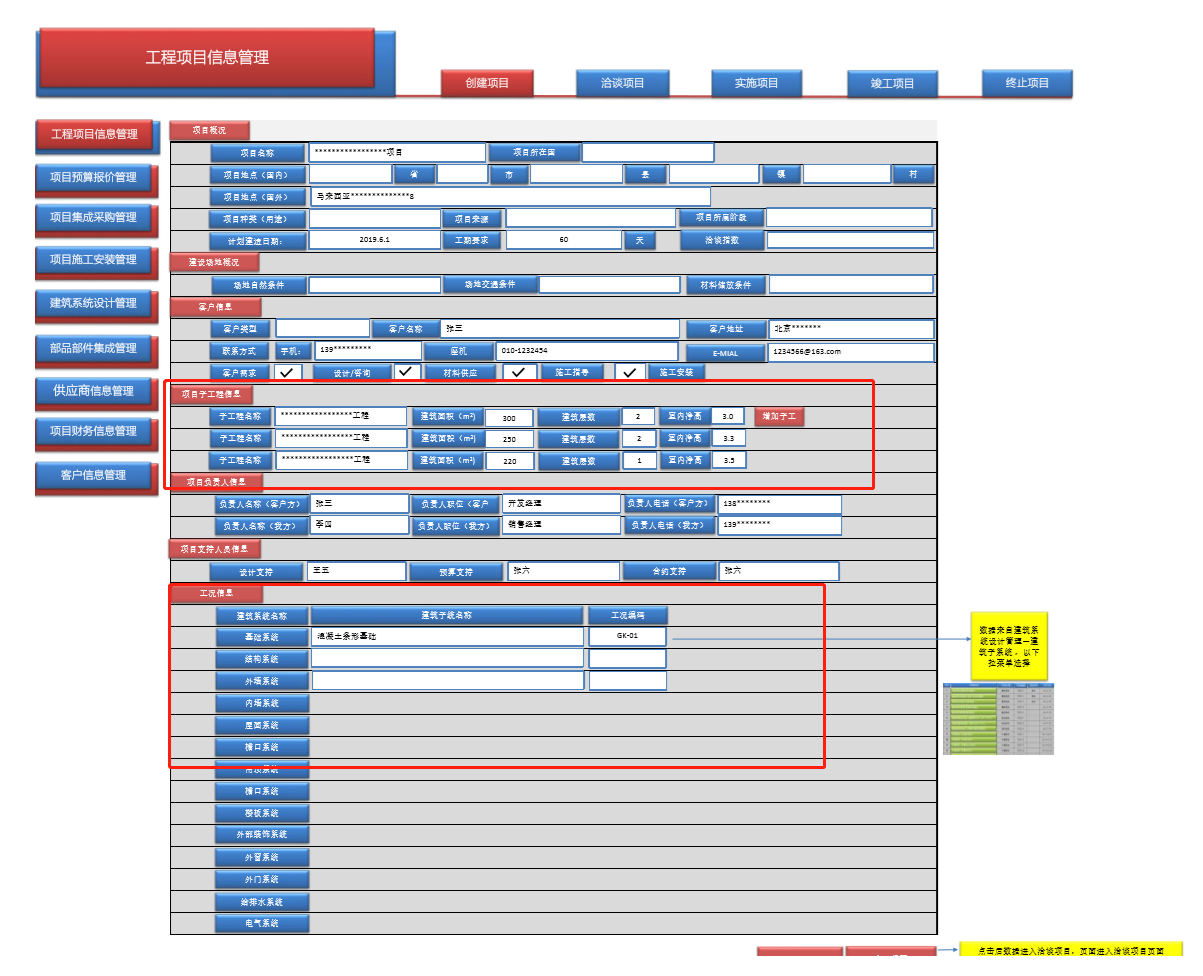 工程项目信息管理
创建项目 洽谈项目 实施项目 竣工项目 终止项目
工程项目信息管理
项目预算报价管理
项目集成采购管理
项目施工安装管理
建筑系统设计管理
部品部件集成管理
供应商信息管理
项目财务信息管理
客户信息管理
项目概况
项目名称 *****************项目 项目所在国
项目地点（国内） 省 市 县 镇 村
项目地点（国外） 马来西亚**************8
项目种类（用途） 项目来源 项目所属阶段
计划建造日期： 2019.6.1 工期要求 60 天 洽谈指数
建设场地概况
场地自然条件 场地交通条件 材料储放条件
客户信息
客户类型 客户名称 张三 客户地址 北京*******
联系方式 手机： 139********* 座机 010-1232454 E-MIAL 1234566@163.com
客户需求 设计/咨询 材料供应 施工指导 施工安装
项目子工程信息
子工程名称 *****************工程 建筑面积（m²） 300 建筑层数 2 室内净高 3.0 增加子工
子工程名称 *****************工程 建筑面积（m²） 250 建筑层数 2 室内净高 3.3
子工程名称 *****************工程 建筑面积（m²） 220 建筑层数 1 室内净高 3.5
项目负责人信息
负责人名称（客户方） 张三 负责人职位（客户 开发经理 负责人电话（客户方） 138********
负责人名称（我方） 李四 负责人职位（我方） 销售经理 负责人电话（我方） 139********
项目支持人员信息
设计支持 王五 预算支持 张六 合约支持 张六
工况信息
建筑系统名称 建筑子统名称 工况编码
基础系统 混凝土条形基础 GK-01
结构系统
外墙系统
内墙系统
屋面系统
檐口系统
吊顶系统
檐口系统
楼板系统
外部装饰系统
外窗系统
外门系统
给排水系统
电气系统
数据来自建筑系
统设计管理—建
筑子系统，以下
拉菜单选择
点击后数据进入洽谈项目，页面进入洽谈项目页面